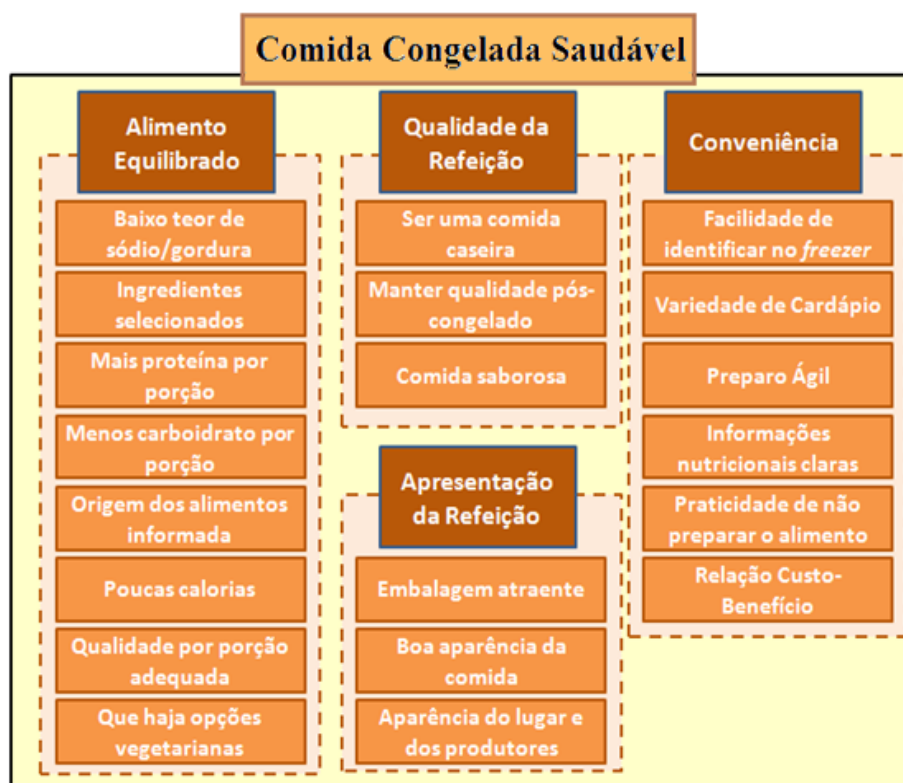 Comida Congelada Saudável
Alimento
Equilibrado
Baixo teor de
sódio/gordura
Ingredientes
selecionados
Mais proteína por
porção
Menos carboidrato por
porção
Origem dos alimentos
informada
Poucas calorias
Qualidade por porção
adequada
Que haja opções
vegetarianas
Qualidade da
Refeição
Ser uma comida
caseira
Manter qualidade pós-
congelado
Comida saborosa
Apresentação
da Refeição
Embalagem atraente
Boa aparência da
comida
Aparência do lugar e
dos produtores
Conveniência
Facilidade de
identificar no freezer
Variedade de Cardápio
Preparo Ágil
Informações
nutricionais claras
Praticidade de não
preparar o alimento
Relação Custo-
Benefício